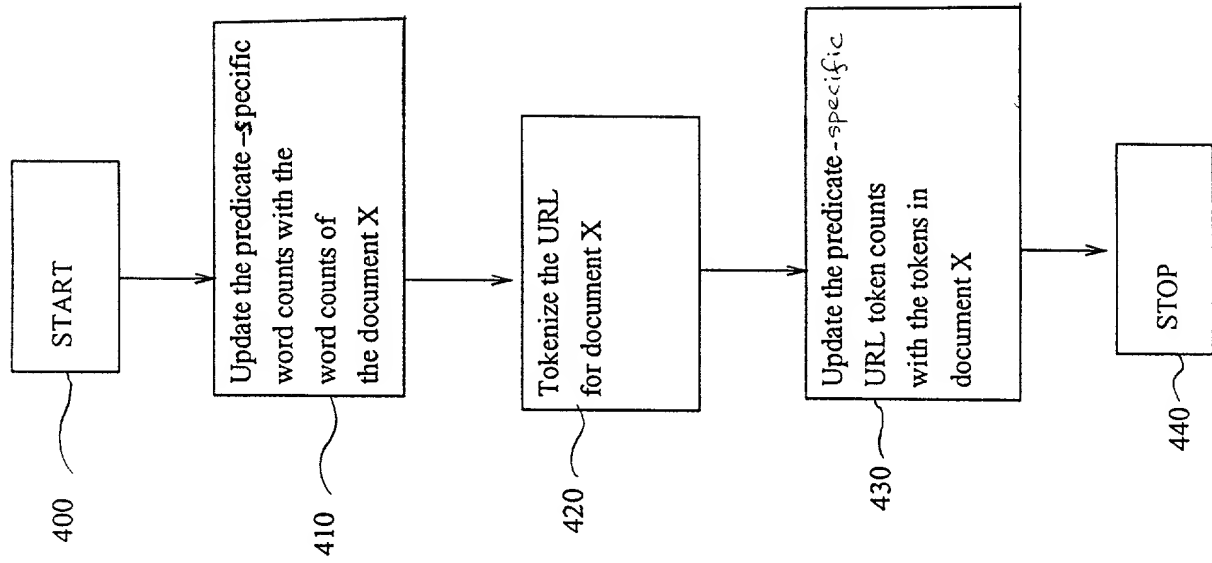 400
START
410
Update the predicate-specific
word counts with the
word counts of
the document X
420
Tokenize the URL
for document X
430
Update the predicate-specific
URL token counts
with the tokens in
document X
440
STOP